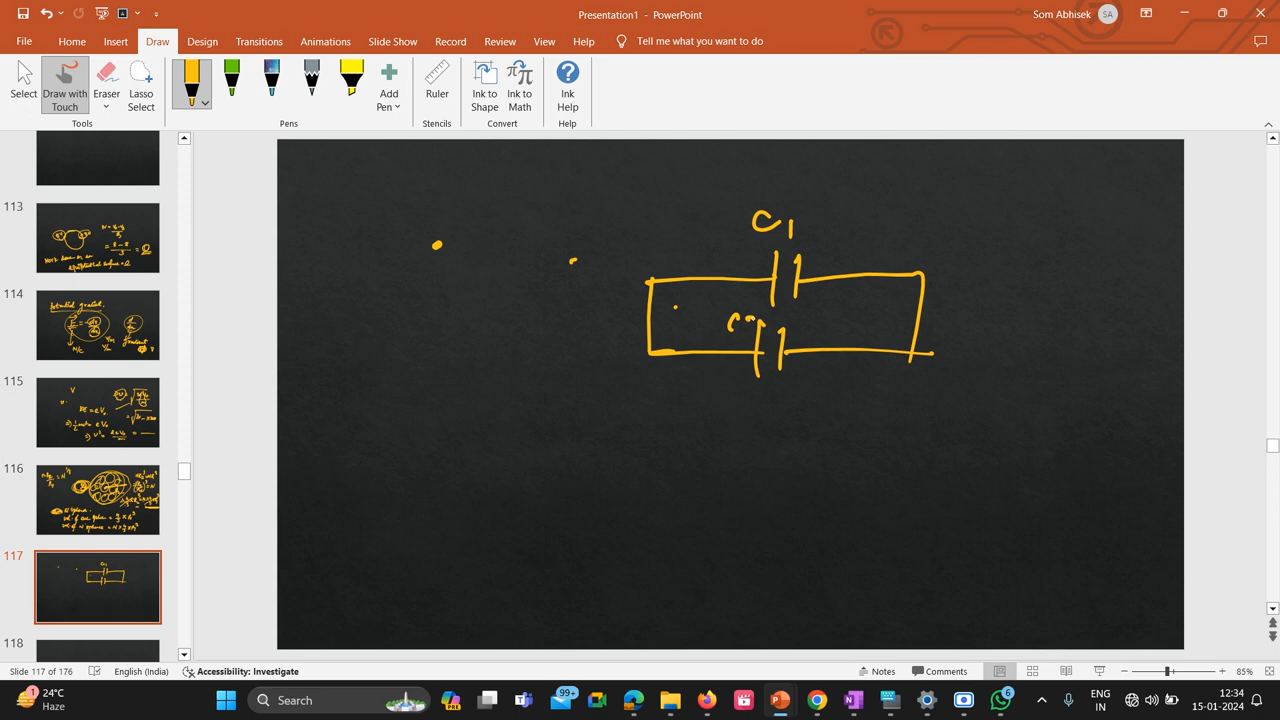 Presentation1 - PowerPoint
Som Abhisek SA
File Home Insert Draw Design Transitions Animations Slide Show Record Review View Help Tell me what you want to do
Select
Draw with Touch
Eraser
Lasso Select
Add Pen
Ruler
Ink to Shape
Ink to Math
Ink Help
Tools Pens Stencils Convert Help
113
114
115
116
117
118
C1
Slide 117 of 176 English (India) Accessibility: Investigate Notes Comments 85%
1 24°C
Haze
Search
PRE
99+
6
ENG
IN
12:34
15-01-2024